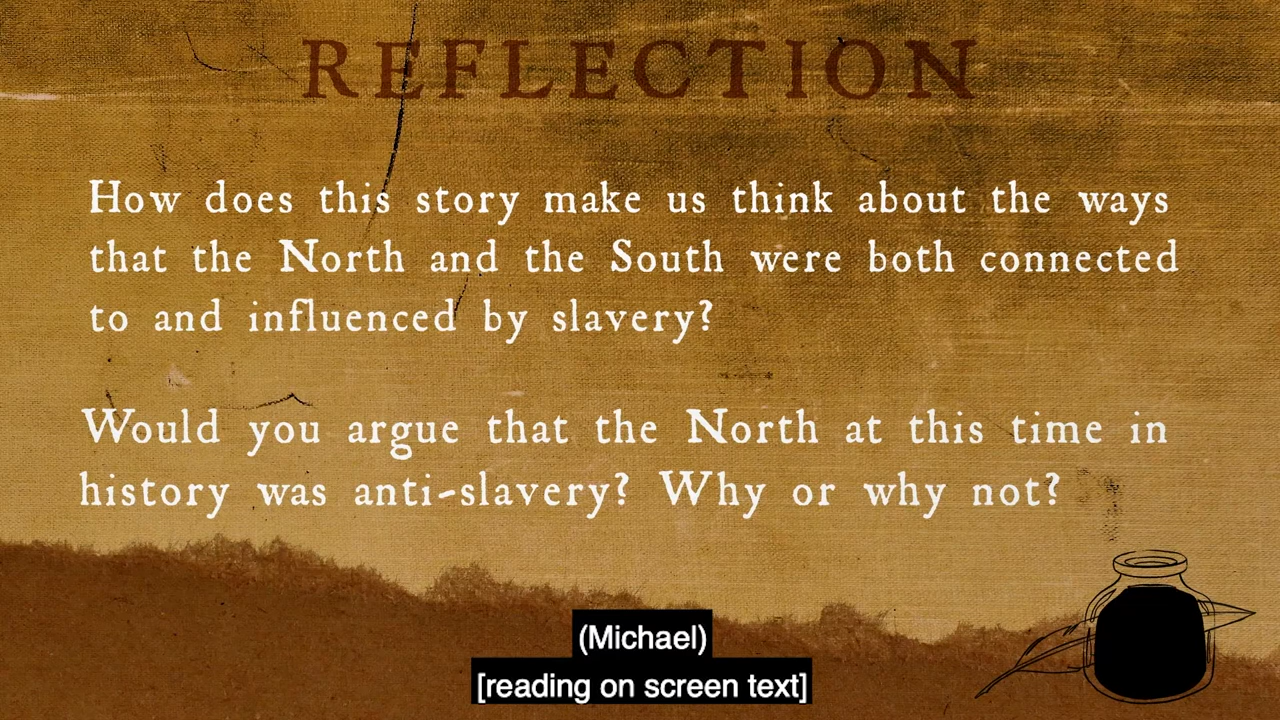 REFLECTION
How does this story make us think about the ways
that the North and the South were both connected
to and influenced by slavery?
Would you argue that the North at this time in
history was anti-slavery? Why or why not?
(Michael)
[reading on screen text]